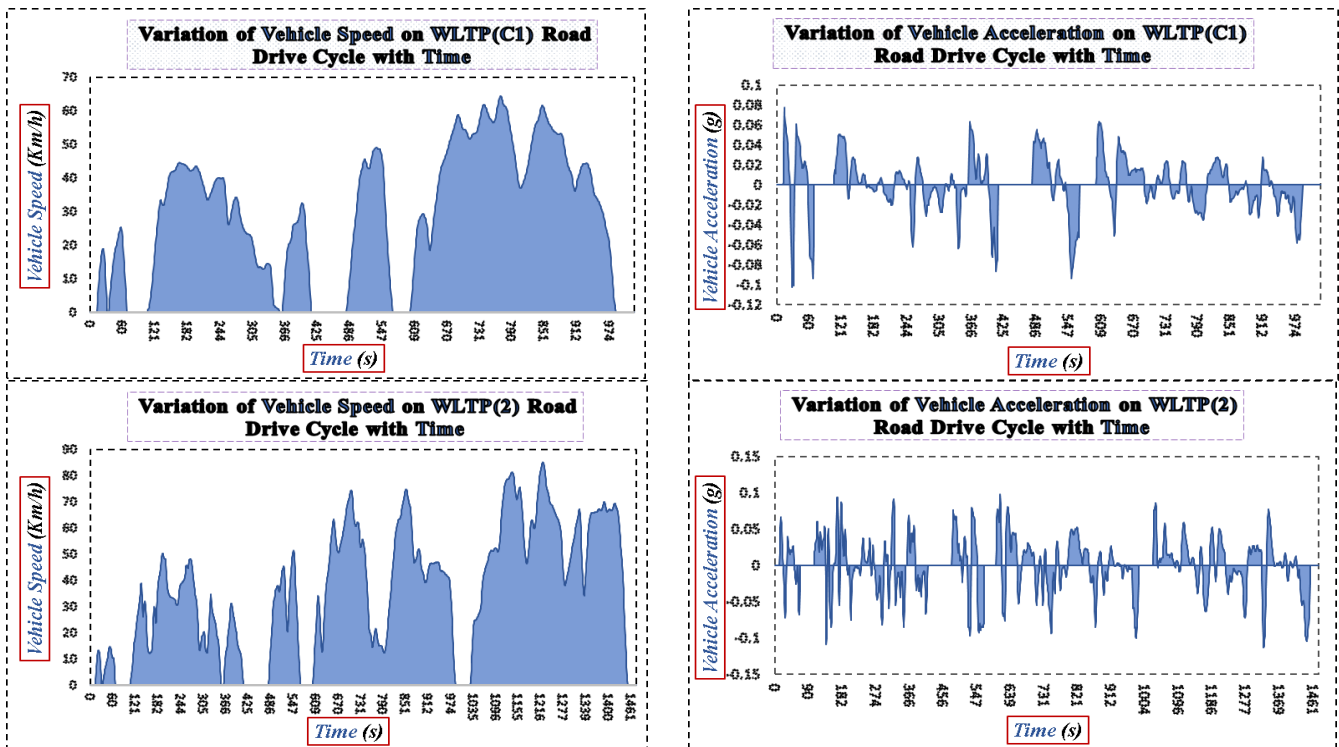 Variation of Vehicle Speed on WLTP(C1) Road
Drive Cycle with Time
Vehicle Speed (Km/h)
70
60
50
40
30
20
10
0
0 60 121 182 244 305 366 425 486 547 609 670 731 790 851 912 974
Time (s)
Variation of Vehicle Acceleration on WLTP(C1)
Road Drive Cycle with Time
Vehicle Acceleration (g)
0.1
0.08
0.06
0.04
0.02
0
-0.02
-0.04
-0.06
-0.08
-0.1
-0.12
0 60 121 182 244 305 366 425 486 547 609 670 731 790 851 912 974
Time (s)
Variation of Vehicle Speed on WLTP(2) Road
Drive Cycle with Time
Vehicle Speed (Km/h)
90
80
70
60
50
40
30
20
10
0
0 60 121 182 244 305 366 425 486 547 609 670 731 790 851 912 974 1035 1096 1155 1216 1277 1339 1400 1461
Time (s)
Variation of Vehicle Acceleration on WLTP(2)
Road Drive Cycle with Time
Vehicle Acceleration (g)
0.15
0.1
0.05
0
-0.05
-0.1
-0.15
0 90 182 274 366 456 547 639 731 821 912 1004 1096 1186 1277 1369 1461
Time (s)